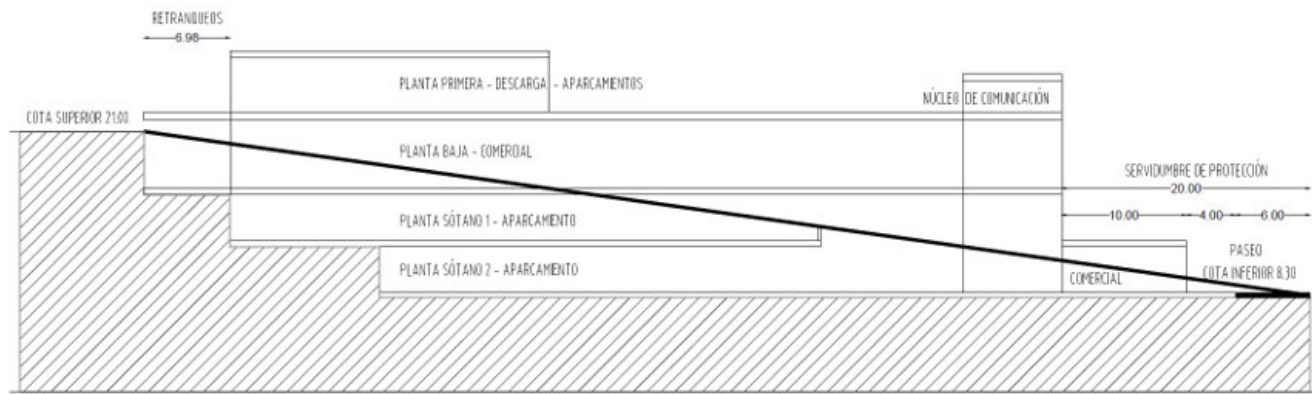 RETRANQUEOS
6.98
PLANTA PRIMERA - DESCARGA - APARCAMIENTOS
NÚCLEO DE COMUNICACIÓN
COTA SUPERIOR 21.00
PLANTA BAJA - COMERCIAL
SERVIDUMBRE DE PROTECCIÓN
20.00
10.00 4.00 6.00
PLANTA SÓTANO 1 - APARCAMIENTO
PASEO
PLANTA SÓTANO 2 - APARCAMIENTO
COTA INFERIOR 8.30
COMERCIAL